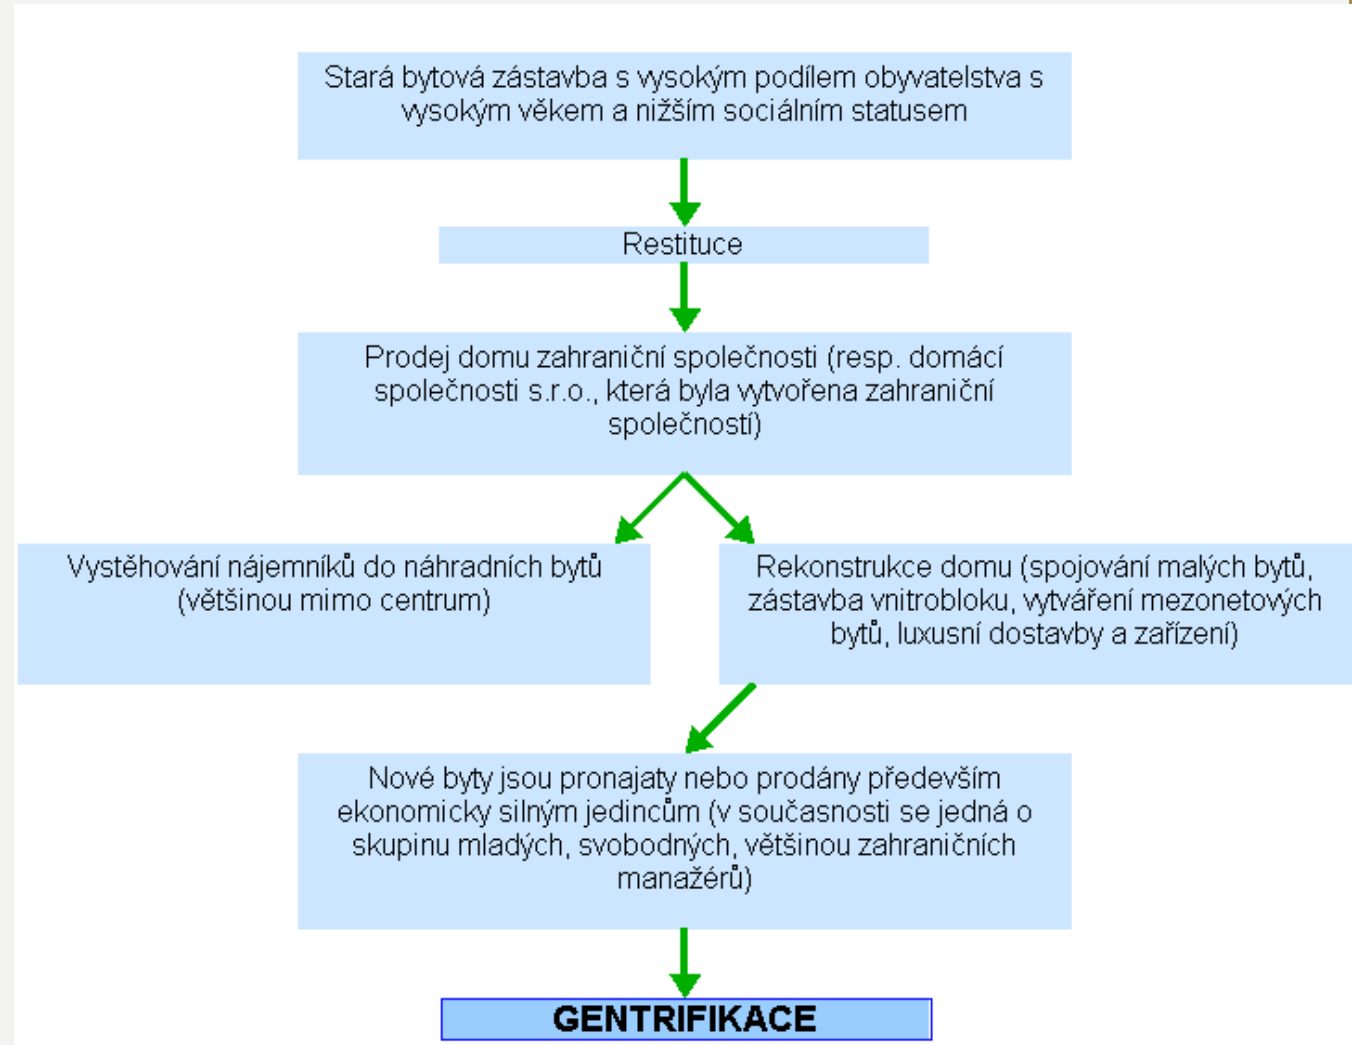 Stará bytová zástavba s vysokým podílem obyvatelstva s
vysokým věkem a nižším sociálním statusem
Restituce
Prodej domu zahraniční společnosti (resp. domácí
společnosti s.r.o., která byla vytvořena zahraniční
společností)
Vystěhování nájemníků do náhradních bytů
(většinou mimo centrum)
Rekonstrukce domu (spojování malých bytů,
zástavba vnitrobloku, vytváření mezonetových
bytů, luxusní dostavby a zařízení)
Nové byty jsou pronajaty nebo prodány především
ekonomicky silným jedincům (v současnosti se jedná o
skupinu mladých, svobodných, většinou zahraničních
manažérů)
GENTRIFIKACE